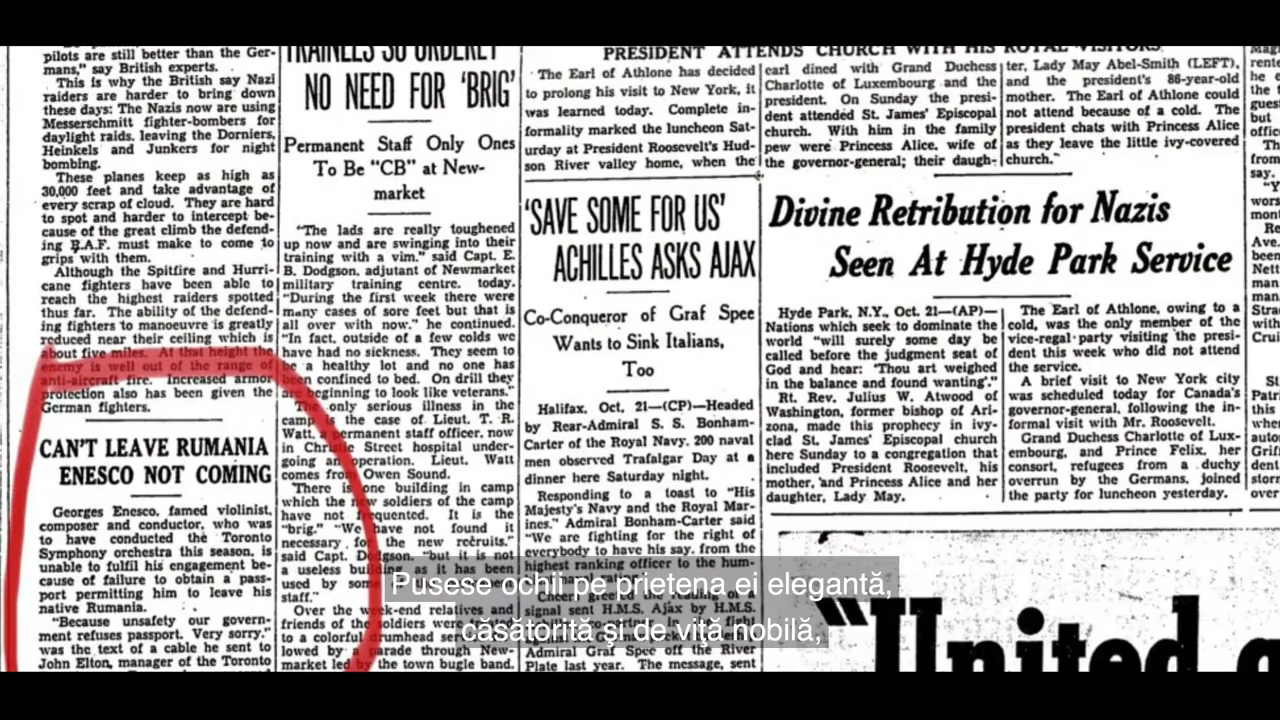 pilots are still better than the Ger-
mans," say British experts.
This is why the British say Nazi
raiders are harder to bring down
these days: The Nazis now are using
Messerschmitt fighter-bombers for
daylight raids, leaving the Dorniers,
Heinkels and Junkers for night
bombing.
These planes keep as high as
30,000 feet and take advantage of
every scrap of cloud. They are hard
to spot and harder to intercept be-
cause of the great climb the defend-
ing R.A.F. must make to come to
grips with them.
Although the Spitfire and Hurri-
cane fighters have been able to
reach the highest raiders spotted
thus far. The ability of the defend-
ing fighters to manoeuvre is greatly
reduced near their ceiling which is
about five miles. At that height the
enemy is well out of the range of
anti-aircraft fire. Increased armor
protection also has been given the
German fighters.
CAN'T LEAVE RUMANIA
ENESCO NOT COMING
Georges Enesco, famed violinist,
composer and conductor, who was
to have conducted the Toronto
Symphony orchestra this season, is
unable to fulfil his engagement be-
cause of failure to obtain a pass-
port permitting him to leave his
native Rumania.
"Because unsafety our govern-
ment refuses passport. Very sorry,"
was the text of a cable he sent to
John Elton, manager of the Toronto
TRAINEES SO ORDERLY
NO NEED FOR 'BRIG'
Permanent Staff Only Ones
To Be "CB" at New-
market
"The lads are really toughened
up now and are swinging into their
training with a vim," said Capt. E.
B. Dodgson, adjutant of Newmarket
military training centre, today.
"During the first week there were
many cases of sore feet but that is
all over with now," he continued.
"In fact, outside of a few colds we
have had no sickness. They seem to
be a healthy lot and no one has
been confined to bed. On drill they
are beginning to look like veterans."
The only serious illness in the
camp is the case of Lieut. T. R.
Watt, a permanent staff officer, now
in Christie Street hospital under-
going an operation. Lieut. Watt
comes from Owen Sound.
There is one building in camp
which the new soldiers of the camp
have not frequented. It is the
"brig." "We have not found it
necessary for the new recruits,"
said Capt. Dodgson, "but it is not
a useless building as it has been
used by some
staff."
Over the week-end relatives and
friends of the soldiers were
to a colorful drumhead
lowed by a parade through New-
market led by the town bugle band.
PRESIDENT ATTENDS CHURCH WITH HIS ROYAL VISITORS
The Earl of Athlone has decided
to prolong his visit to New York, it
was learned today. Complete in-
formality marked the luncheon Sat-
urday at President Roosevelt's Hud-
son River valley home, when the
earl dined with Grand Duchess
Charlotte of Luxembourg and the
president. On Sunday the presi-
dent attended St. James' Episcopal
church. With him in the family
pew were Princess Alice, wife of
the governor-general; their daugh-
ter, Lady May Abel-Smith (LEFT),
and the president's 86-year-old
mother. The Earl of Athlone could
not attend because of a cold. The
president chats with Princess Alice
as they leave the little ivy-covered
church.
'SAVE SOME FOR US'
ACHILLES ASKS AJAX
Co-Conqueror of Graf Spee
Wants to Sink Italians,
Too
Halifax, Oct. 21—(CP)—Headed
by Rear-Admiral S. S. Bonham-
Carter of the Royal Navy, 200 naval
men observed Trafalgar Day at a
dinner here Saturday night.
Responding to a toast to "His
Majesty's Navy and the Royal Mar-
ines," Admiral Bonham-Carter said
"We are fighting for the right of
everybody to have his say, from the
highest ranking officer to the hum-
signal sent H.M.S. Ajax by H.M.S.
Admiral Graf Spee off the River
Plate last year. The message, sent
Divine Retribution for Nazis
Seen At Hyde Park Service
Hyde Park, N.Y., Oct. 21—(AP)—
Nations which seek to dominate the
world "will surely some day be
called before the judgment seat of
God and hear: 'Thou art weighed
in the balance and found wanting'."
Rt. Rev. Julius W. Atwood of
Washington, former bishop of Ari-
zona, made this prophecy in ivy-
clad St. James' Episcopal church
here Sunday to a congregation that
included President Roosevelt, his
mother, and Princess Alice and her
daughter, Lady May.
The Earl of Athlone, owing to a
cold, was the only member of the
vice-regal party visiting the presi-
dent this week who did not attend
the service.
A brief visit to New York city
was scheduled today for Canada's
governor-general, following the in-
formal visit with Mr. Roosevelt.
Grand Duchess Charlotte of Lux-
embourg, and Prince Felix, her
consort, refugees from a duchy
overrun by the Germans, joined
the party for luncheon yesterday.
"United
Pusese ochii pe prietena ei elegantă,
căsătorită și de viță nobilă,